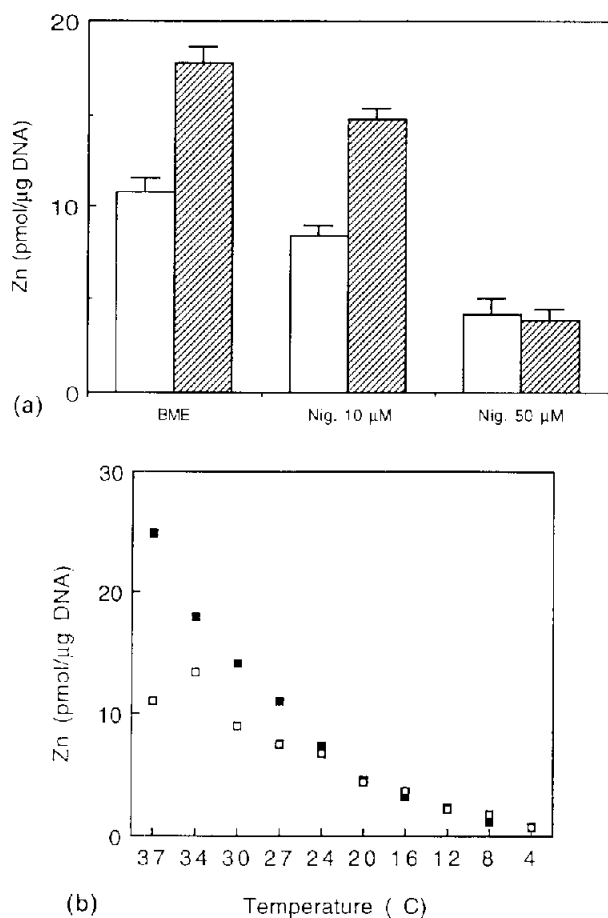 20
10
0
Zn (pmol/µg DNA)
(a)
BME
Nig. 10 µM
Nig. 50 µM
30
20
10
0
Zn (pmol/µg DNA)
37 34 30 27 24 20 16 12 8 4
(b)
Temperature ( C)